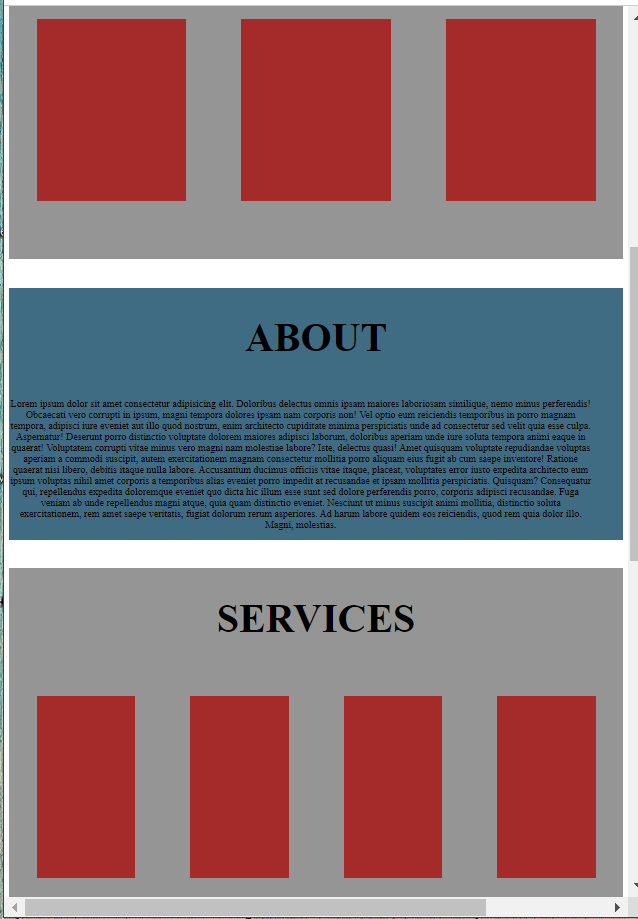 ABOUT
Lorem ipsum dolor sit amet consectetur adipisicing elit. Doloribus delectus omnis ipsam maiores laboriosam similique, nemo minus perferendis!
Obcaecati vero corrupti in ipsum, magni tempora dolores ipsam nam corporis non! Vel optio eum reiciendis temporibus in porro magnam
tempora, adipisci iure eveniet aut illo quod nostrum, enim architecto cupiditate minima perspiciatis unde ad consectetur sed velit quia esse culpa.
Aspernatur! Deserunt porro distinctio voluptate dolorem maiores adipisci laborum, doloribus aperiam unde iure soluta tempora animi eaque in
quaerat! Voluptatem corrupti vitae minus vero magni nam molestiae labore? Iste, delectus quasi! Amet quisquam voluptate repudiandae voluptas
aperiam a commodi suscipit, autem exercitationem magnam consectetur mollitia porro aliquam eius fugit ab cum saepe inventore! Ratione
quaerat nisi libero, debitis itaque nulla labore. Accusantium ducimus officiis vitae itaque, placeat, voluptates error iusto expedita architecto eum
ipsum voluptas nihil amet corporis a temporibus alias eveniet porro impedit at recusandae et ipsam mollitia perspiciatis. Quisquam? Consequatur
qui, repellendus expedita doloremque eveniet quo dicta hic illum esse sunt sed dolore perferendis porro, corporis adipisci recusandae. Fuga
veniam ab unde repellendus magni atque, quia quam distinctio eveniet. Nesciunt ut minus suscipit animi mollitia, distinctio soluta
exercitationem, rem amet saepe veritatis, fugiat dolorum rerum asperiores. Ad harum labore quidem eos reiciendis, quod rem quia dolor illo.
Magni, molestias.
SERVICES